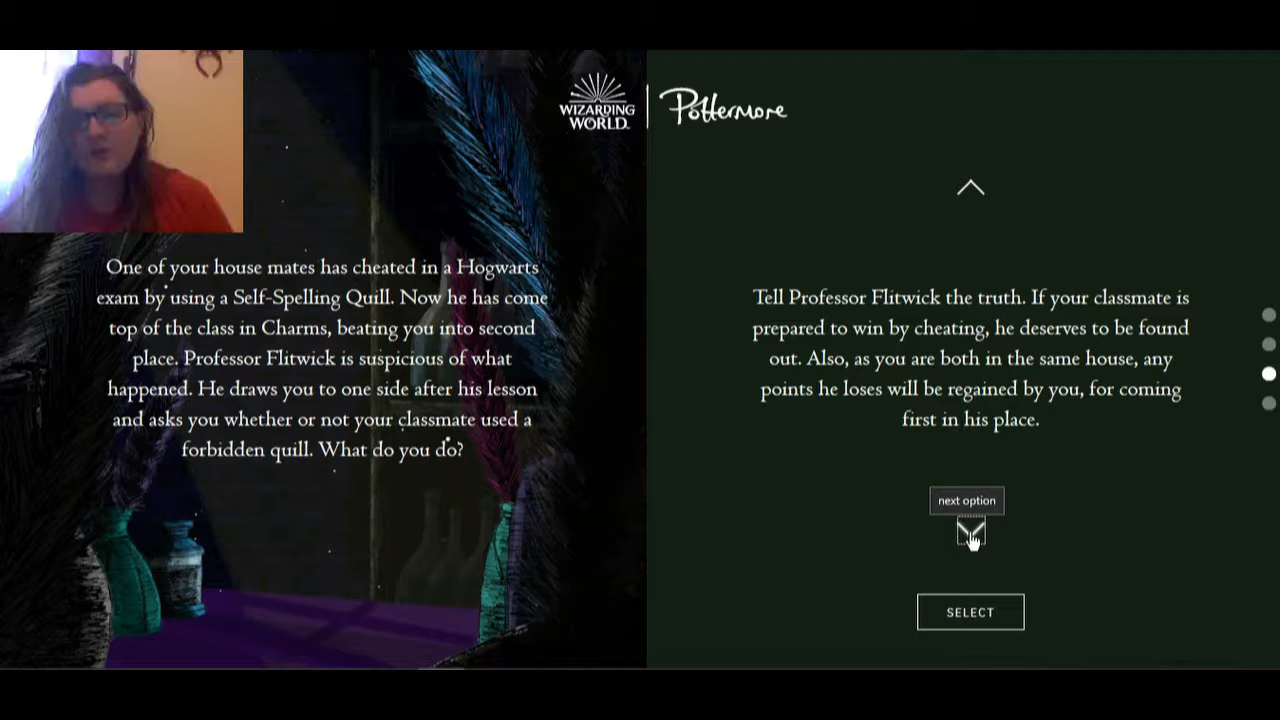 WIZARDING
WORLD
Pottermore
One of your house mates has cheated in a Hogwarts
exam by using a Self-Spelling Quill. Now he has come
top of the class in Charms, beating you into second
place. Professor Flitwick is suspicious of what
happened. He draws you to one side after his lesson
and asks you whether or not your classmate used a
forbidden quill. What do you do?
Tell Professor Flitwick the truth. If your classmate is
prepared to win by cheating, he deserves to be found
out. Also, as you are both in the same house, any
points he loses will be regained by you, for coming
first in his place.
next option
SELECT